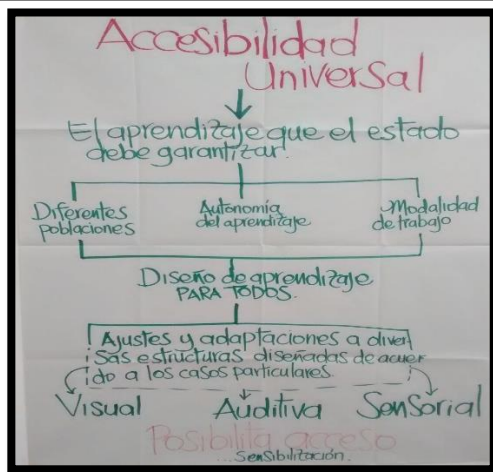 Accesibilidad
Universal
El aprendizaje que el estado
debe garantizar.
Diferentes
poblaciones
Autonomía
del aprendizaje
Modalidad
de trabajo
Diseño de aprendizaje
PARA TODOS.
Ajustes y adaptaciones a diver
sas estructuras diseñadas de acuer
do a los casos particulares
Visual Auditiva Sensorial
Posibilita acceso
...Sensibilización.